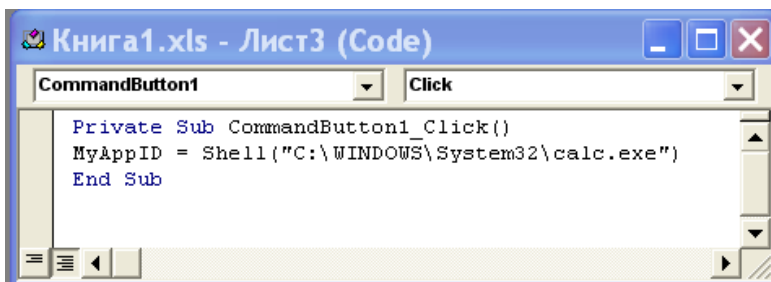 Книга1.xls - Лист3 (Code)
CommandButton1 Click
Private Sub CommandButton1_Click()
MyAppID = Shell("C:\WINDOWS\System32\calc.exe")
End Sub